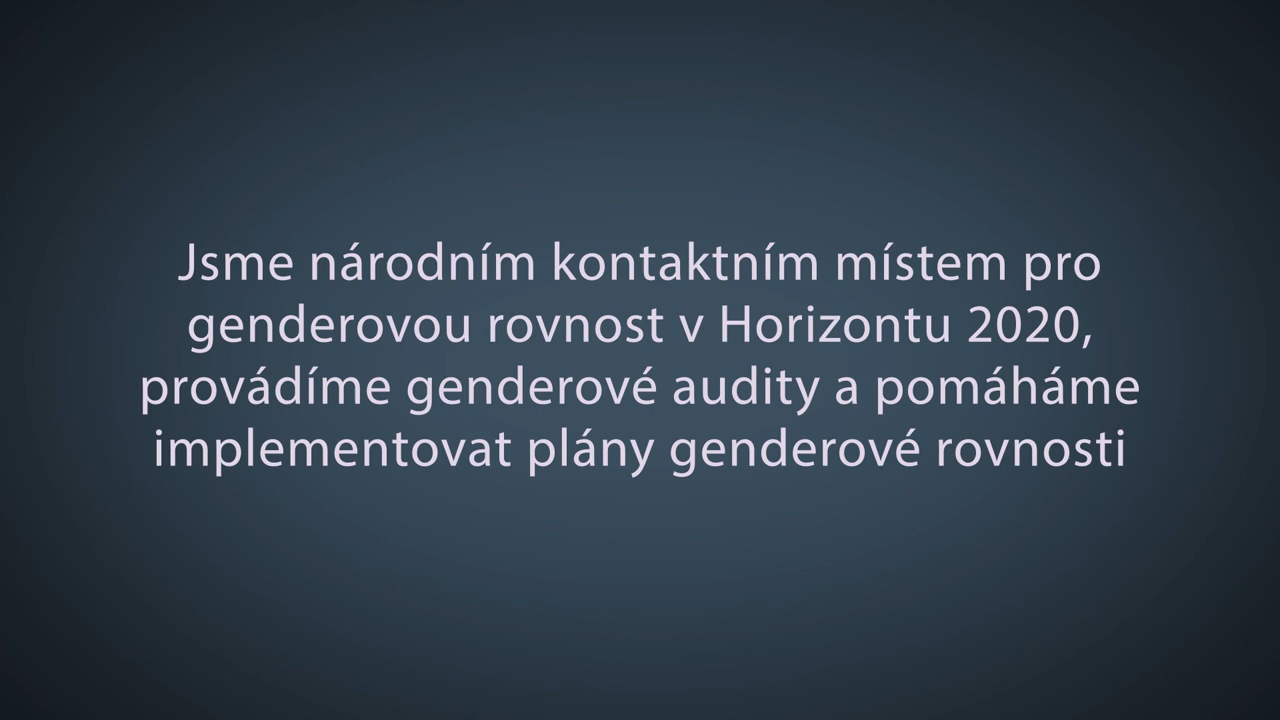 Jsme národním kontaktním místem pro
genderovou rovnost v Horizontu 2020,
provádíme genderové audity a pomáháme
implementovat plány genderové rovnosti